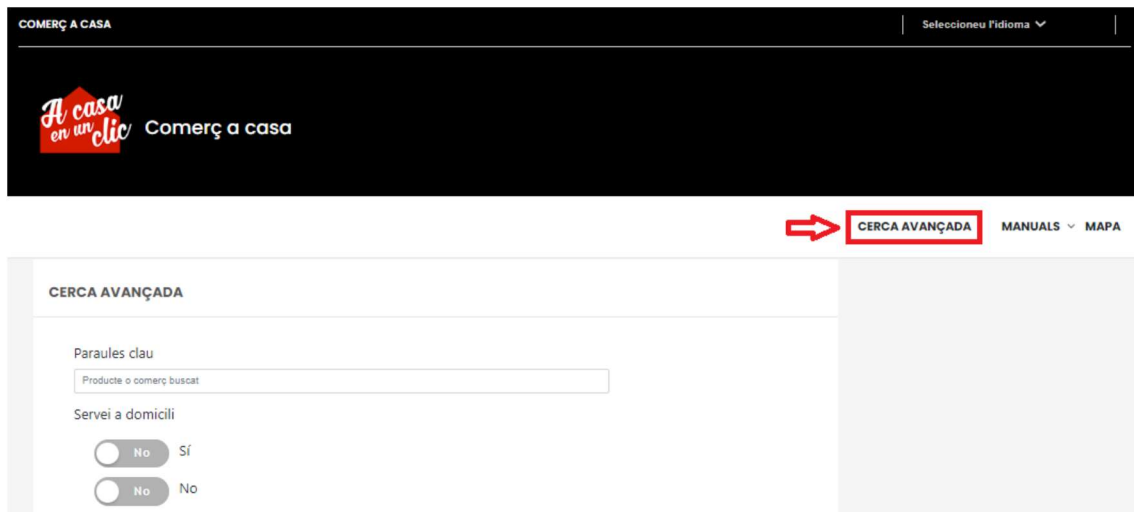 COMERÇ A CASA
Seleccioneu l'idioma
A casa
en un clic
Comerç a casa
CERCA AVANÇADA MANUALS MAPA
CERCA AVANÇADA
Paraules clau
Producte o comerç buscat
Servei a domicili
No Sí
No No